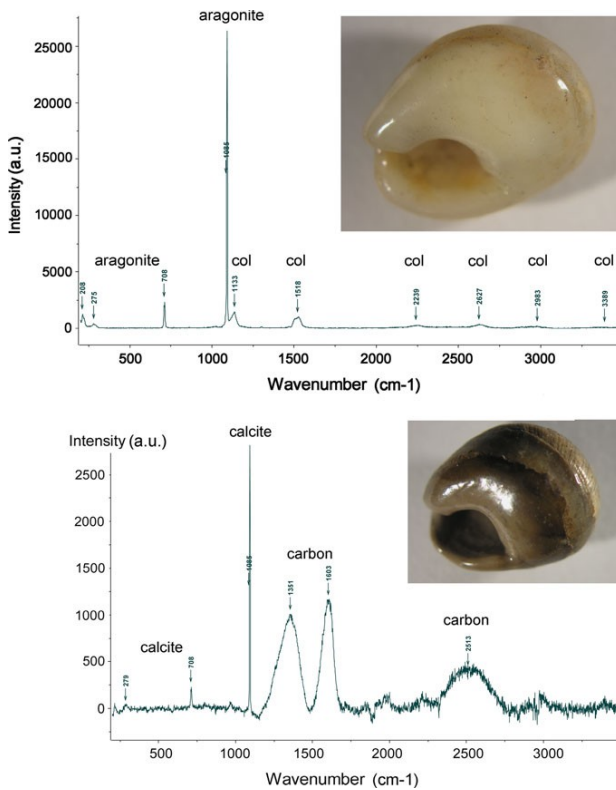 aragonite
25000
20000
15000
10000
5000
0
Intensity (a.u.)
1085
aragonite
col
col
col
col
col
col
208
275
708
1133
1518
2239
2627
2983
3389
500
1000
1500
2000
2500
3000
Wavenumber (cm-1)
Intensity (a.u.)
calcite
2500
2000
1500
1000
500
0
1085
carbon
1351
1603
carbon
2513
calcite
279
708
500
1000
1500
2000
2500
3000
Wavenumber (cm-1)